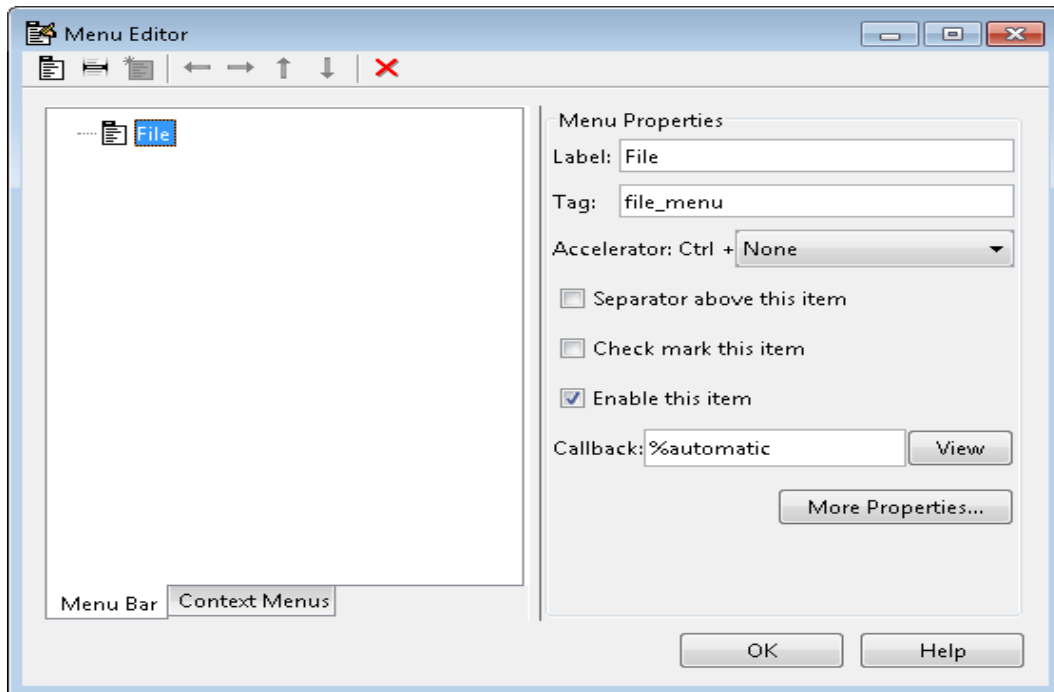 Menu Editor
File
Menu Properties
Label: File
Tag: file_menu
Accelerator: Ctrl + None
Separator above this item
Check mark this item
Enable this item
Callback: %automatic View
More Properties...
Menu Bar Context Menus
OK Help